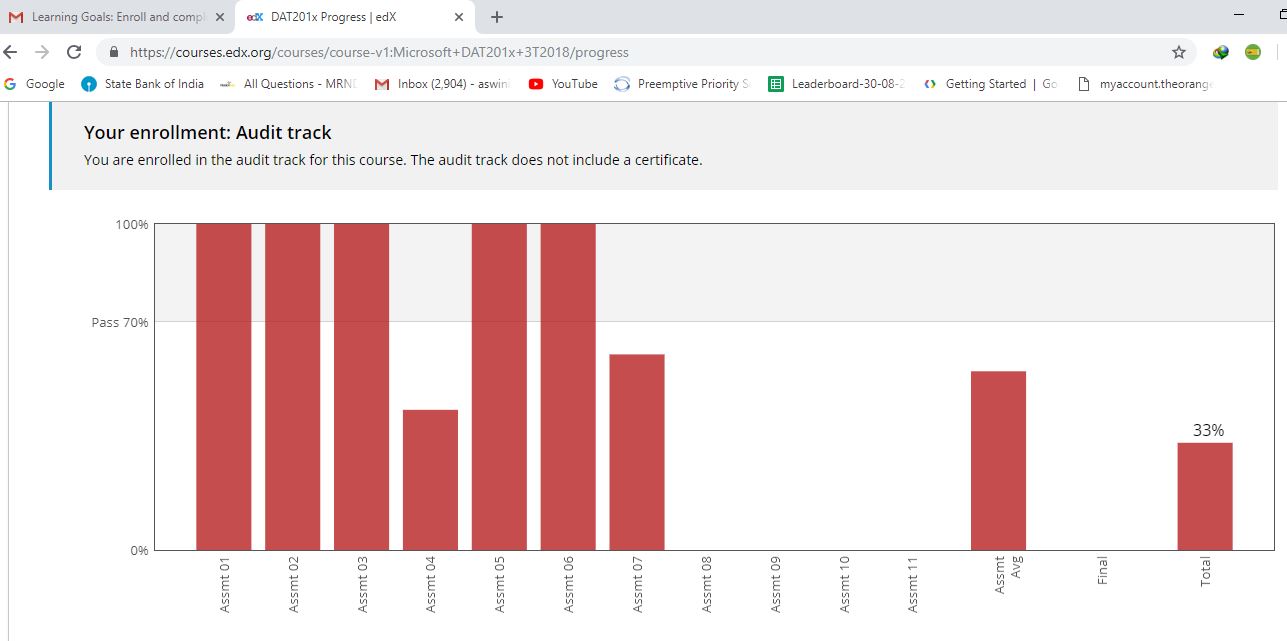 Learning Goals: Enroll and compl
edX DAT201x Progress | edX
https://courses.edx.org/courses/course-v1:Microsoft+DAT201x+3T2018/progress
Google State Bank of India All Questions - MRND Inbox (2,904) - aswini YouTube Preemptive Priority S Leaderboard-30-08-2 Getting Started | Go myaccount.theorange
Your enrollment: Audit track
You are enrolled in the audit track for this course. The audit track does not include a certificate.
100%
Pass 70%
33%
0%
Assmt 01
Assmt 02
Assmt 03
Assmt 04
Assmt 05
Assmt 06
Assmt 07
Assmt 08
Assmt 09
Assmt 10
Assmt 11
Assmt
Avg
Final
Total